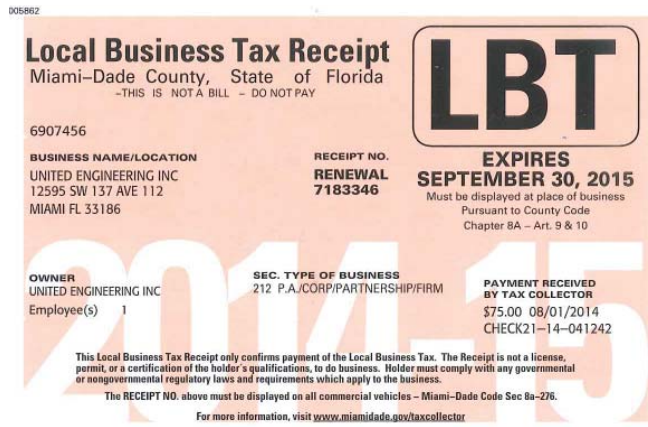 005862
Local Business Tax Receipt
Miami–Dade County, State of Florida
–THIS IS NOT A BILL – DO NOT PAY
6907456
LBT
BUSINESS NAME/LOCATION
UNITED ENGINEERING INC
12595 SW 137 AVE 112
MIAMI FL 33186
RECEIPT NO.
RENEWAL
7183346
EXPIRES
SEPTEMBER 30, 2015
Must be displayed at place of business
Pursuant to County Code
Chapter 8A – Art. 9 & 10
2014-15
OWNER
UNITED ENGINEERING INC
Employee(s) 1
SEC. TYPE OF BUSINESS
212 P.A./CORP/PARTNERSHIP/FIRM
PAYMENT RECEIVED
BY TAX COLLECTOR
$75.00 08/01/2014
CHECK21–14–041242
This Local Business Tax Receipt only confirms payment of the Local Business Tax. The Receipt is not a license,
permit, or a certification of the holder's qualifications, to do business. Holder must comply with any governmental
or nongovernmental regulatory laws and requirements which apply to the business.
The RECEIPT NO. above must be displayed on all commercial vehicles – Miami–Dade Code Sec 8a–276.
For more information, visit www.miamidade.gov/taxcollector